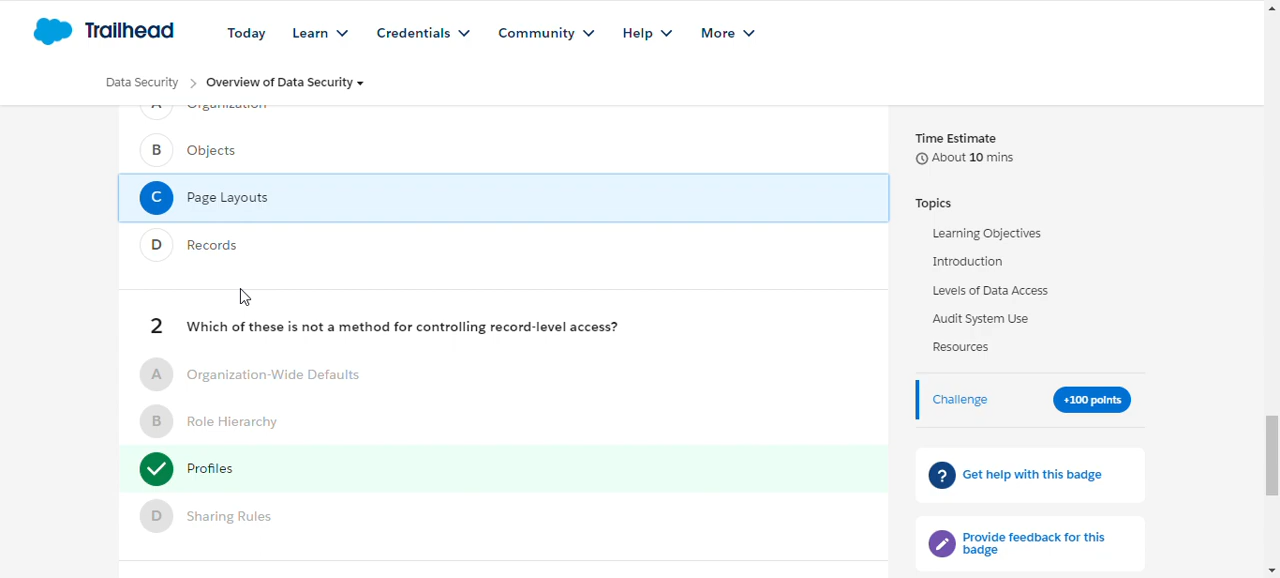 Trailhead
Today Learn Credentials Community Help More
Data Security > Overview of Data Security
A Organization
B Objects
C Page Layouts
D Records
2 Which of these is not a method for controlling record-level access?
A Organization-Wide Defaults
B Role Hierarchy
Profiles
D Sharing Rules
Time Estimate
About 10 mins
Topics
Learning Objectives
Introduction
Levels of Data Access
Audit System Use
Resources
Challenge +100 points
? Get help with this badge
Provide feedback for this
badge